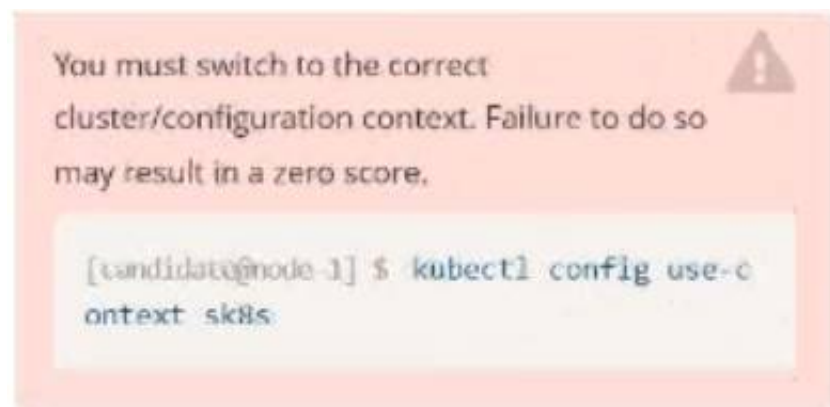 You must switch to the correct
cluster/configuration context. Failure to do so
may result in a zero score.
[candidate@node-1] $ kubectl config use-c
ontext sk8s